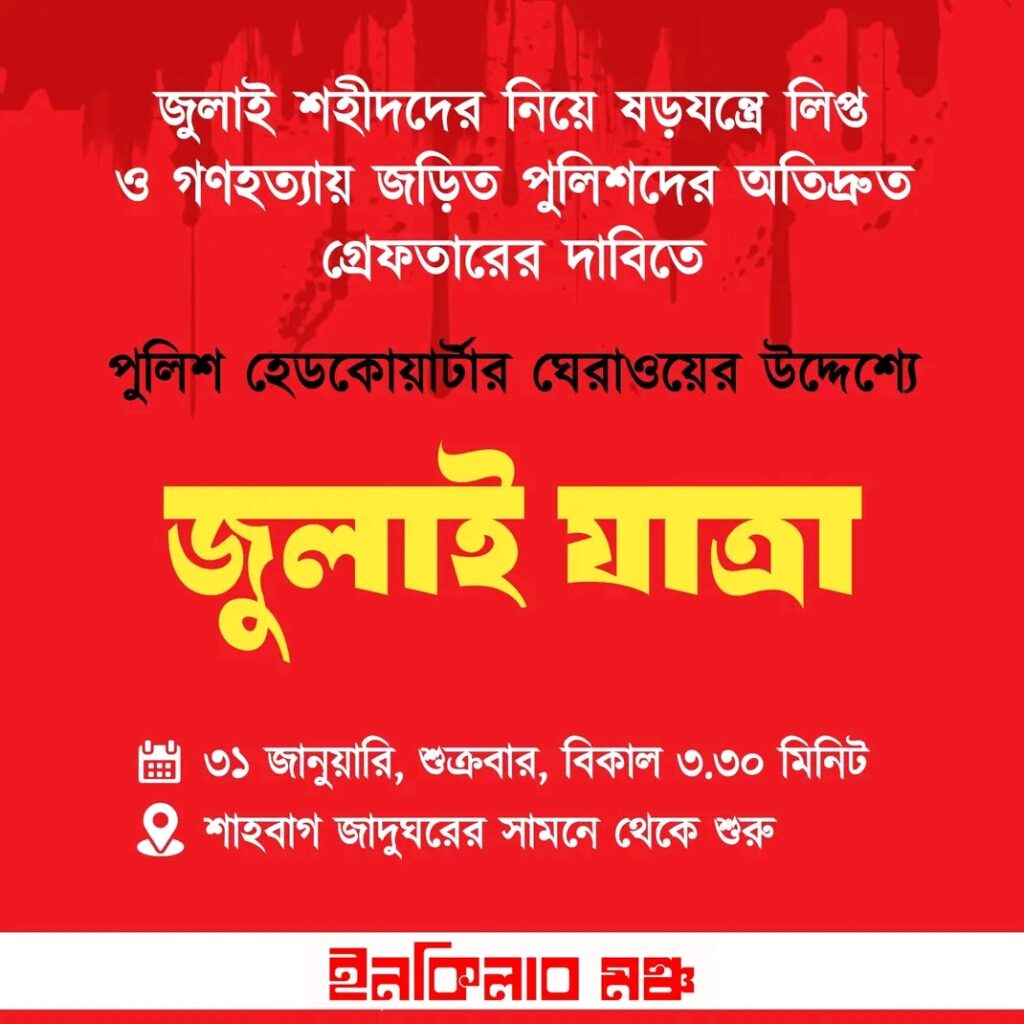 জুলাই শহীদদের নিয়ে ষড়যন্ত্রে লিপ্ত
ও গণহত্যায় জড়িত পুলিশদের অতিদ্রুত
গ্রেফতারের দাবিতে
পুলিশ হেডকোয়ার্টার ঘেরাওয়ের উদ্দেশ্যে
জুলাই যাত্রা
৩১ জানুয়ারি, শুক্রবার, বিকাল ৩.৩০ মিনিট
শাহবাগ জাদুঘরের সামনে থেকে শুরু
ইনকিলাব মঞ্চ